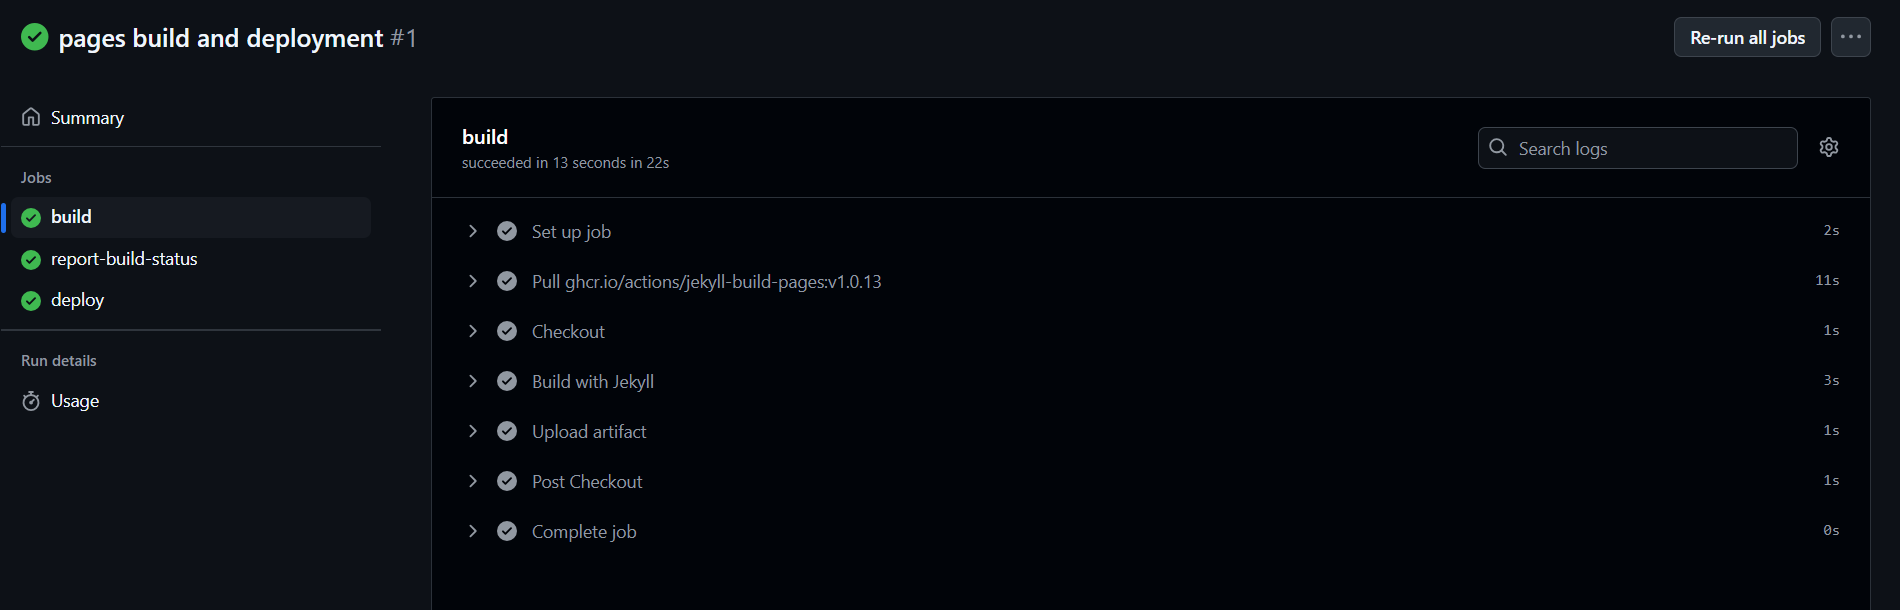 pages build and deployment #1
Re-run all jobs
Summary
Jobs
build
report-build-status
deploy
Run details
Usage
build
succeeded in 13 seconds in 22s
Search logs
Set up job 2s
Pull ghcr.io/actions/jekyll-build-pages:v1.0.13 11s
Checkout 1s
Build with Jekyll 3s
Upload artifact 1s
Post Checkout 1s
Complete job 0s